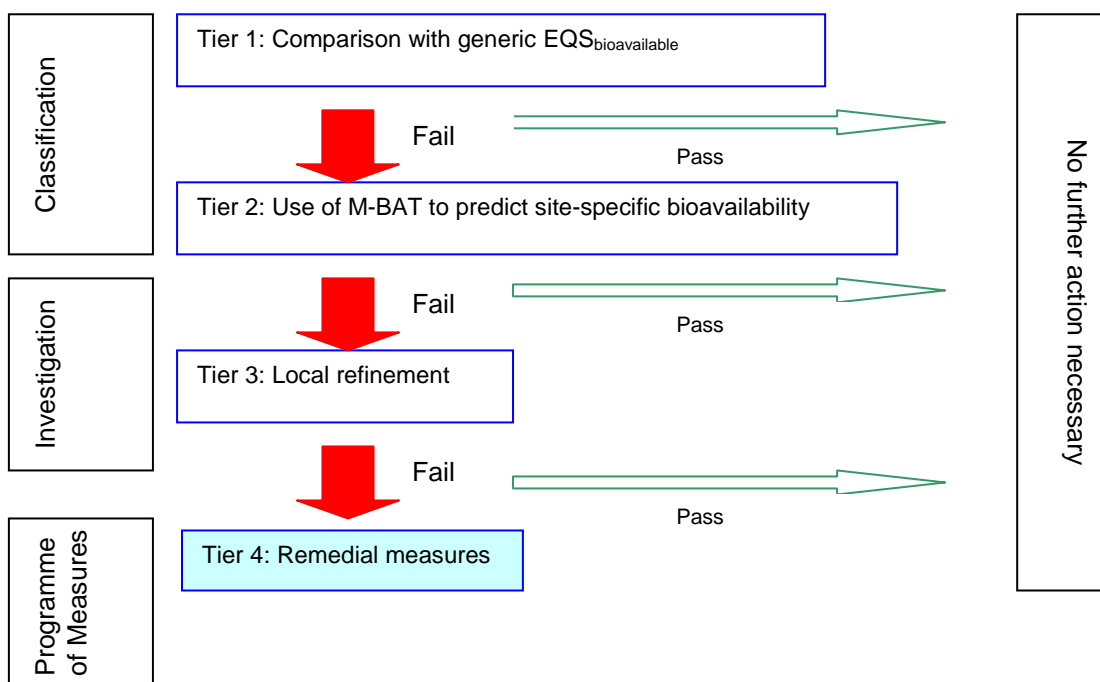 Classification
Tier 1: Comparison with generic EQSbioavailable
Fail
Pass
Tier 2: Use of M-BAT to predict site-specific bioavailability
Investigation
Fail
Pass
Tier 3: Local refinement
Fail
Pass
Programme
of Measures
Tier 4: Remedial measures
No further action necessary